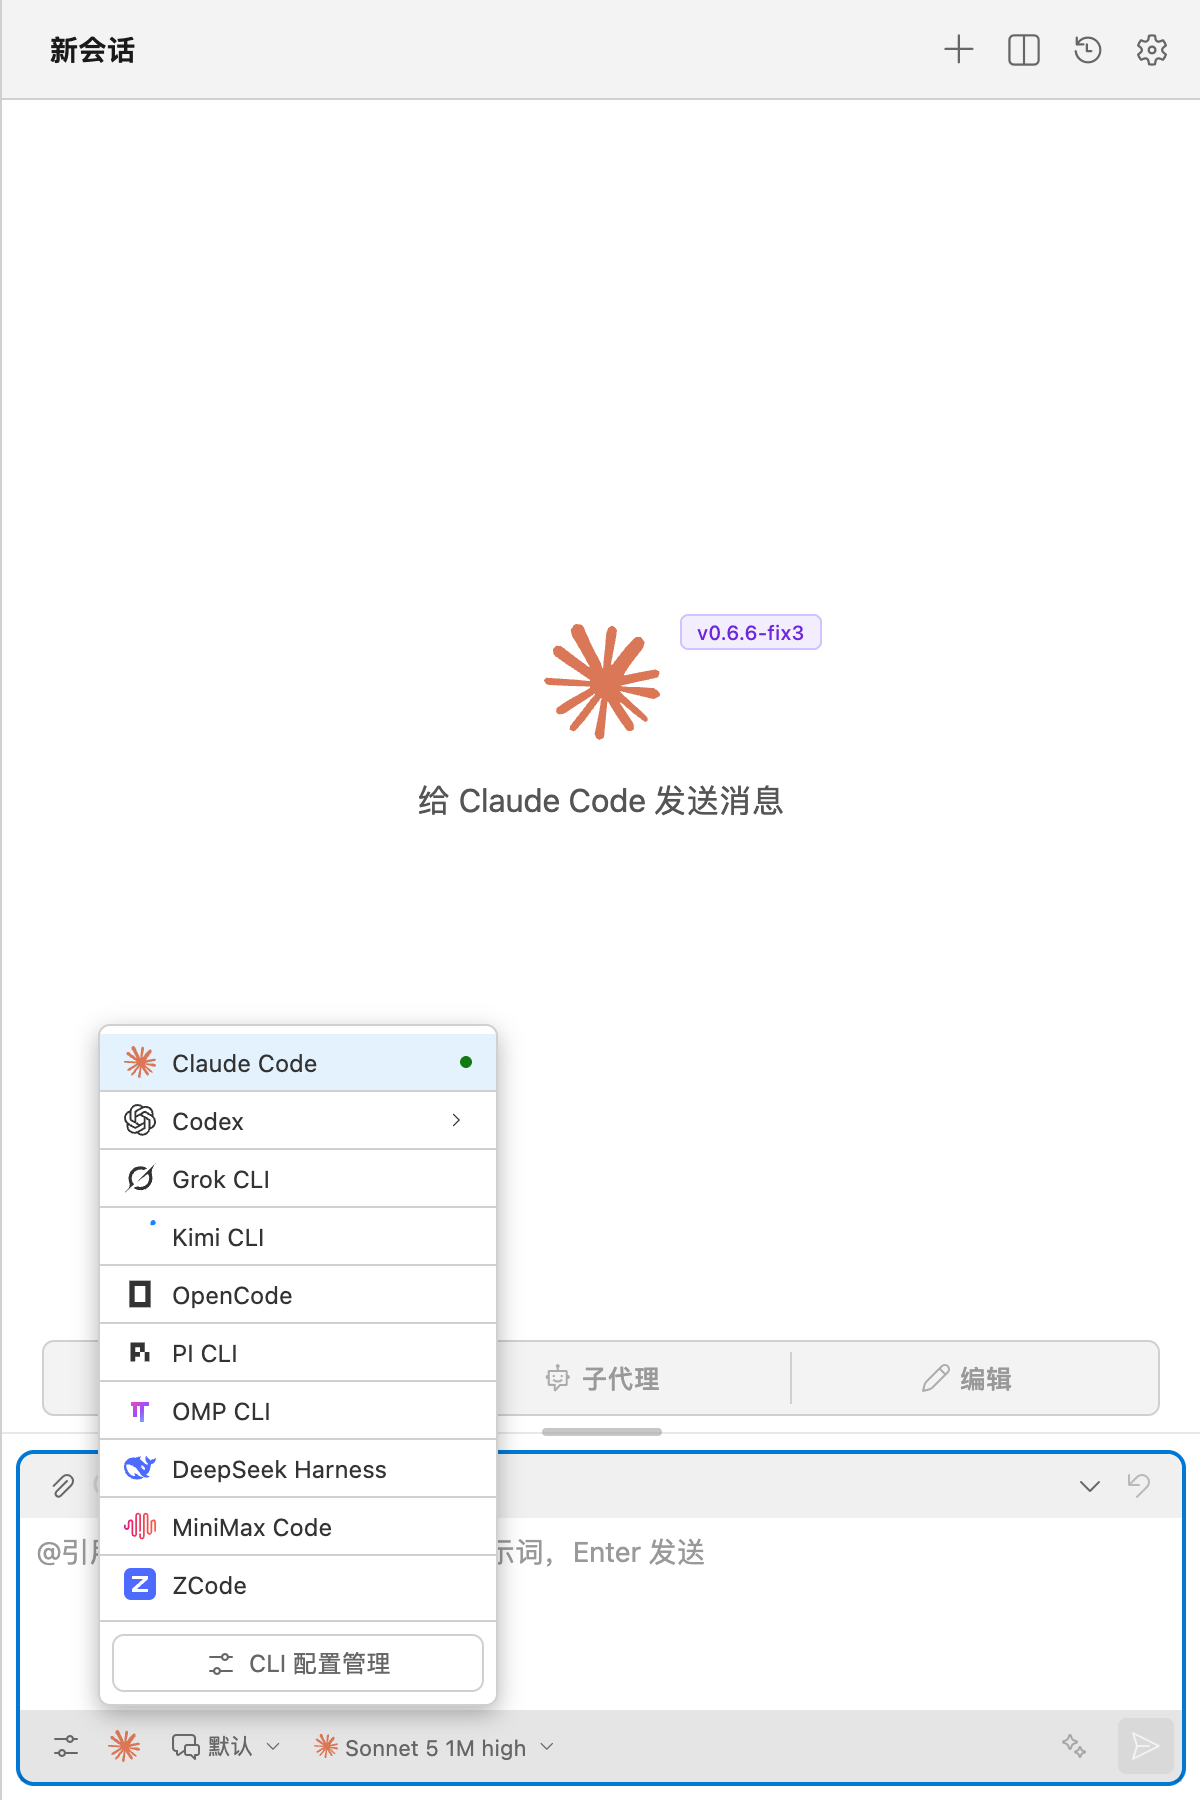 新会话
v0.6.6-fix3
给 Claude Code 发送消息
Claude Code
Codex
Grok CLI
Kimi CLI
OpenCode
PI CLI
OMP CLI
DeepSeek Harness
MiniMax Code
ZCode
CLI 配置管理
子代理
编辑
@引
示词，Enter 发送
默认
Sonnet 5 1M high